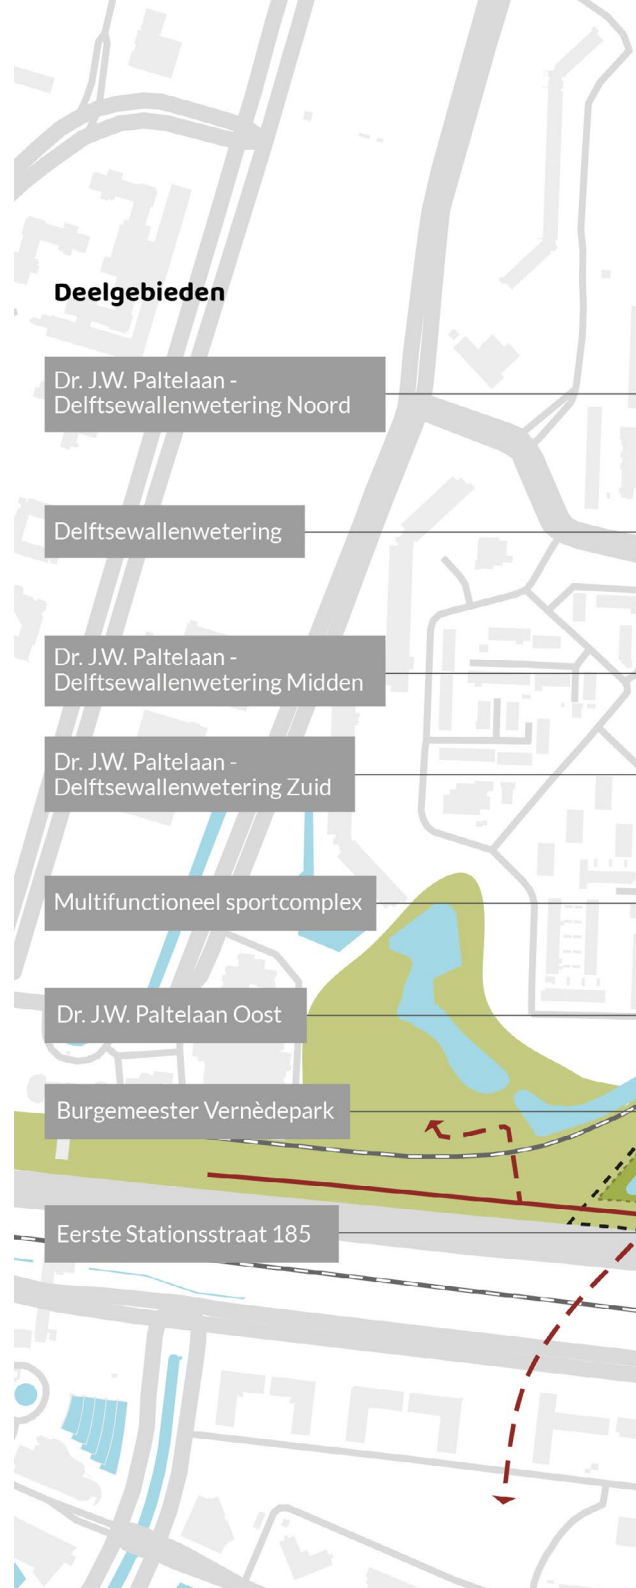 Deelgebieden
Dr. J.W. Paltelaan -
Delftsewallenwetering Noord
Delftsewallenwetering
Dr. J.W. Paltelaan -
Delftsewallenwetering Midden
Dr. J.W. Paltelaan -
Delftsewallenwetering Zuid
Multifunctioneel sportcomplex
Dr. J.W. Paltelaan Oost
Burgemeester Vernèdepark
Eerste Stationsstraat 185